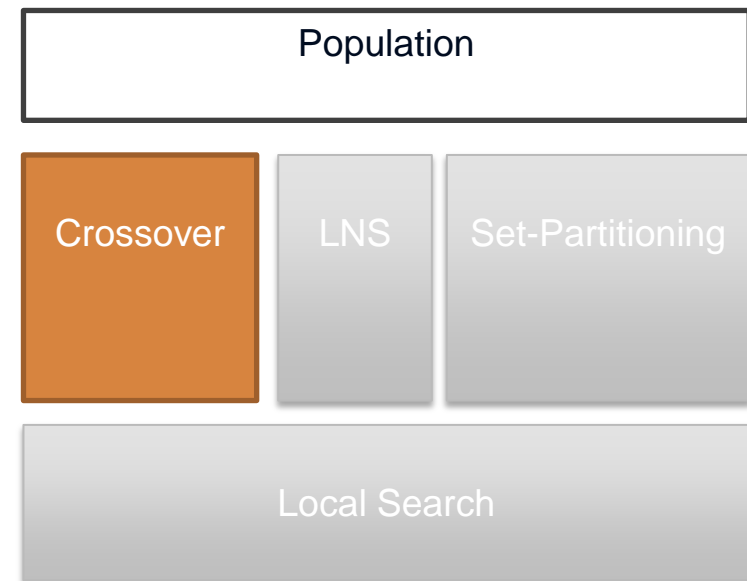 Population
Crossover
LNS
Set-Partitioning
Local Search